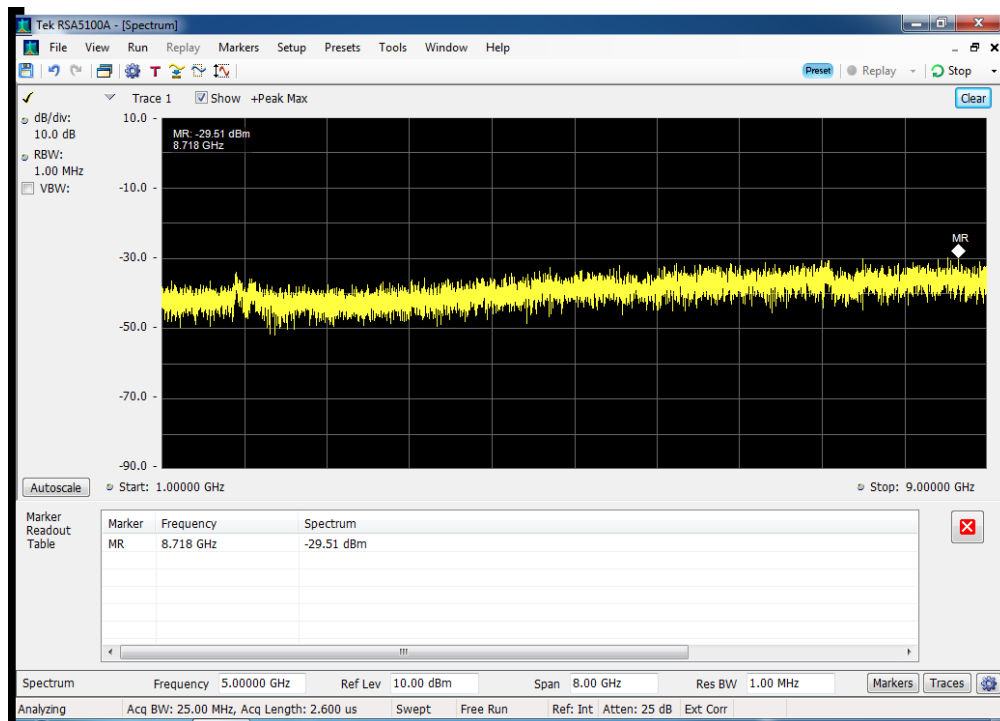 Tek RSA5100A - [Spectrum]
File View Run Replay Markers Setup Presets Tools Window Help
T Preset Replay Stop
Trace 1 Show +Peak Max Clear
dB/div:
10.0 dB
RBW:
1.00 MHz
VBW:
10.0
-10.0
-30.0
-50.0
-70.0
-90.0
MR: -29.51 dBm
8.718 GHz
MR
Autoscale Start: 1.00000 GHz Stop: 9.00000 GHz
Marker
Readout
Table
Marker Frequency Spectrum
MR 8.718 GHz -29.51 dBm
Spectrum Frequency 5.00000 GHz Ref Lev 10.00 dBm Span 8.00 GHz Res BW 1.00 MHz Markers Traces
Analyzing Acq BW: 25.00 MHz, Acq Length: 2.600 us Swept Free Run Ref: Int Atten: 25 dB Ext Corr